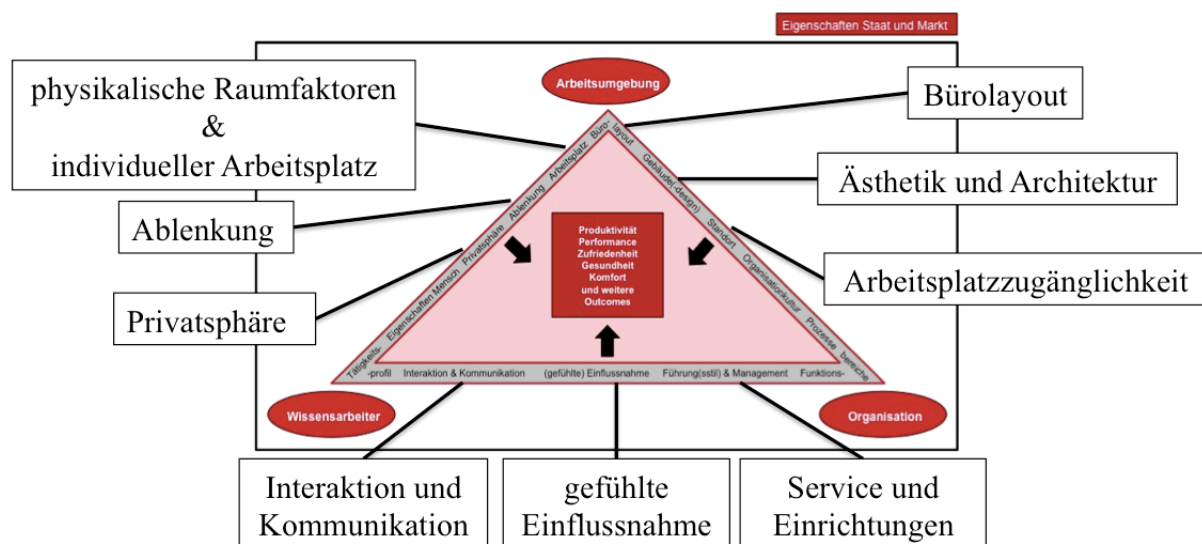 Eigenschaften Staat und Markt
physikalische Raumfaktoren
&
individueller Arbeitsplatz
Arbeitsumgebung
Bürolayout
Ablenkung
Ästhetik und Architektur
Privatsphäre
Arbeitsplatzzugänglichkeit
Tätigkeits- Eigenschaften Mensch Privatsphäre Ablenkung Arbeitsplatz Büro-
layout Gebäude(-design) Standort Organisationkultur Prozesse bereiche
Produktivität
Performance
Zufriedenheit
Gesundheit
Komfort
und weitere
Outcomes
-profil Interaktion & Kommunikation (gefühlte) Einflussnahme Führung(sstil) & Management Funktions-
Wissensarbeiter
Organisation
Interaktion und
Kommunikation
gefühlte
Einflussnahme
Service und
Einrichtungen